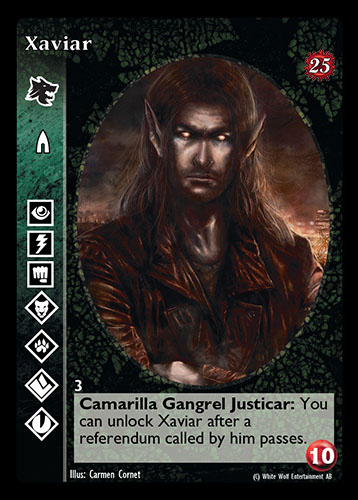 Xaviar
25
3
Camarilla Gangrel Justicar: You
can unlock Xaviar after a
referendum called by him passes.
10
Illus: Carmen Cornet
(C) White Wolf Entertainment AB